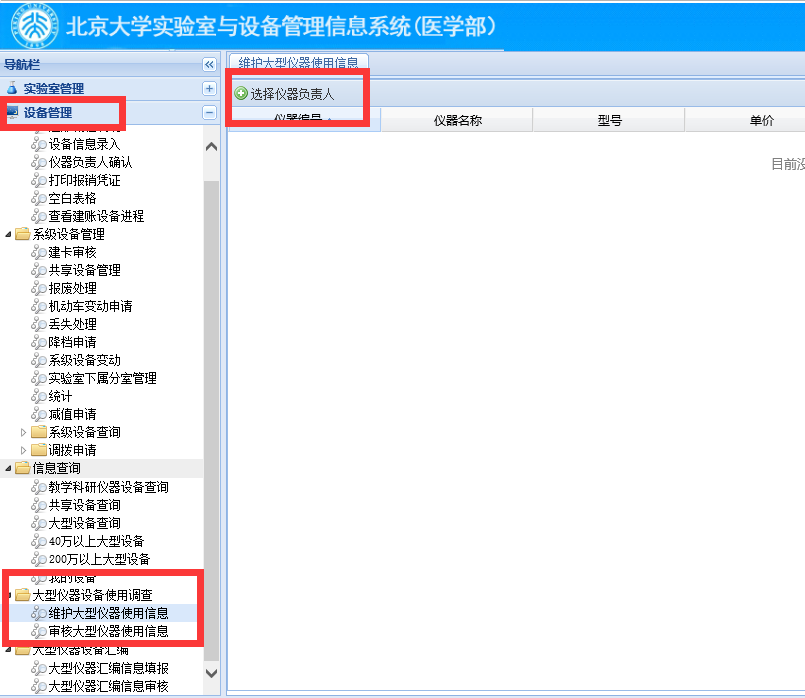 北京大学实验室与设备管理信息系统(医学部)
导航栏
实验室管理
设备管理
设备信息录入
仪器负责人确认
打印报销凭证
空白表格
查看建账设备进程
系级设备管理
建卡审核
共享设备管理
报废处理
机动车变动申请
丢失处理
降档申请
系级设备变动
实验室下属分室管理
统计
减值申请
系级设备查询
调拨申请
信息查询
教学科研仪器设备查询
共享设备查询
大型设备查询
40万以上大型设备
200万以上大型设备
我的设备
大型仪器设备使用调查
维护大型仪器使用信息
审核大型仪器使用信息
大型仪器设备汇编
大型仪器汇编信息填报
大型仪器汇编信息审核
维护大型仪器使用信息
选择仪器负责人
仪器编号 仪器名称 型号 单价
目前没